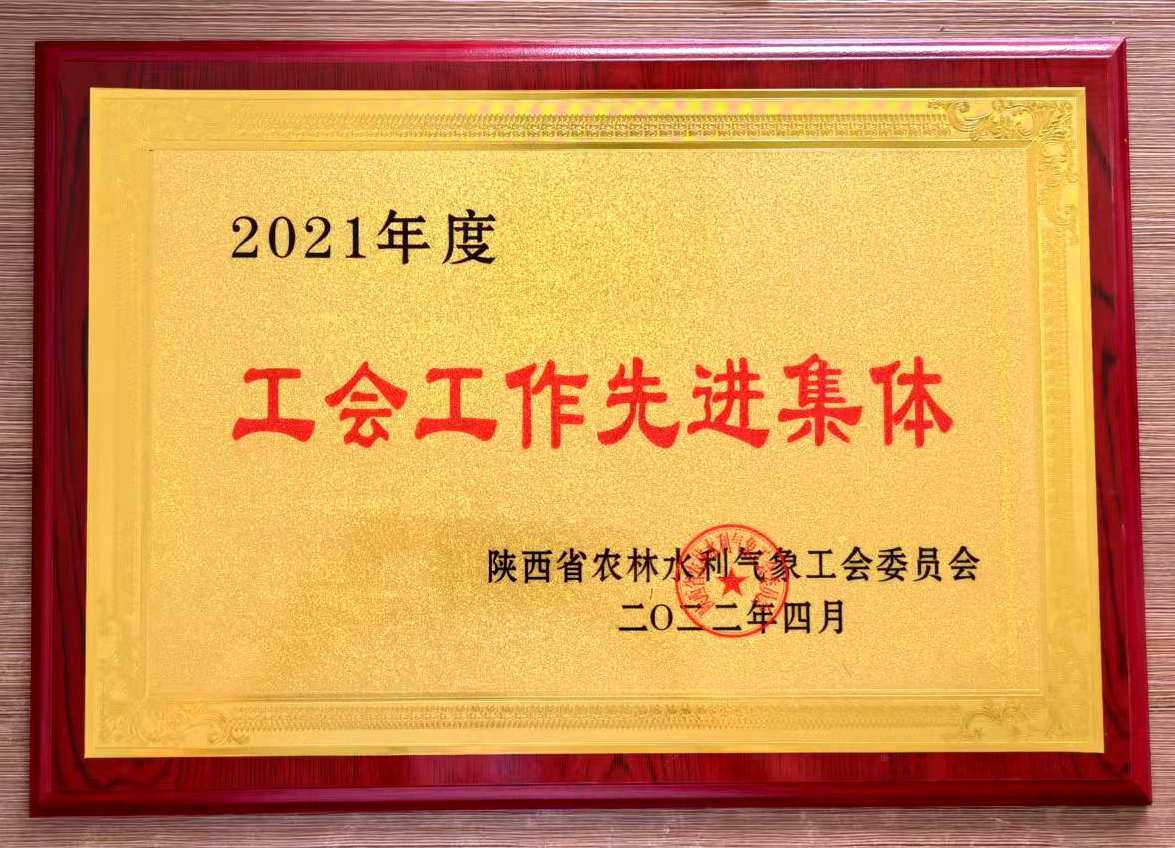 2021年度
工会工作先进集体
陕西省农林水利气象工会委员会
二〇二二年四月